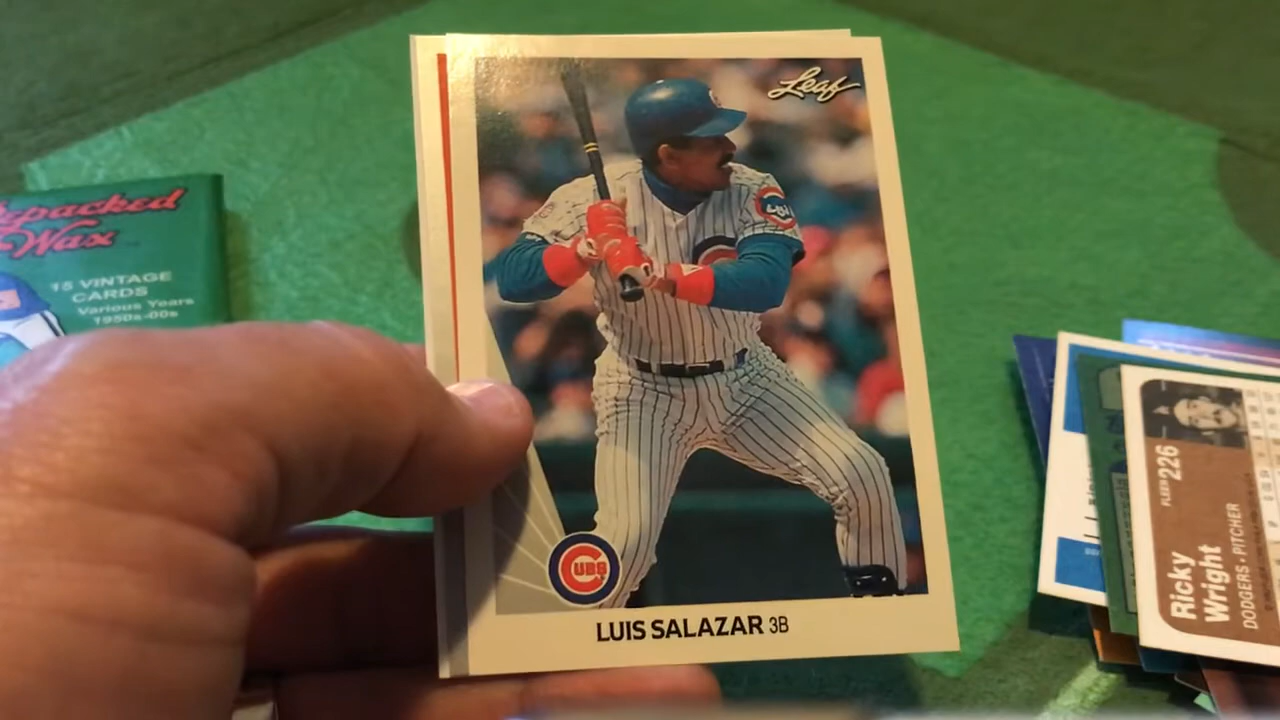 Repacked
Wax
15 VINTAGE
CARDS
Various Years
1950s-00s
Leaf
CUBS
LUIS SALAZAR 3B
FLEER 226
Ricky
Wright
DODGERS • PITCHER